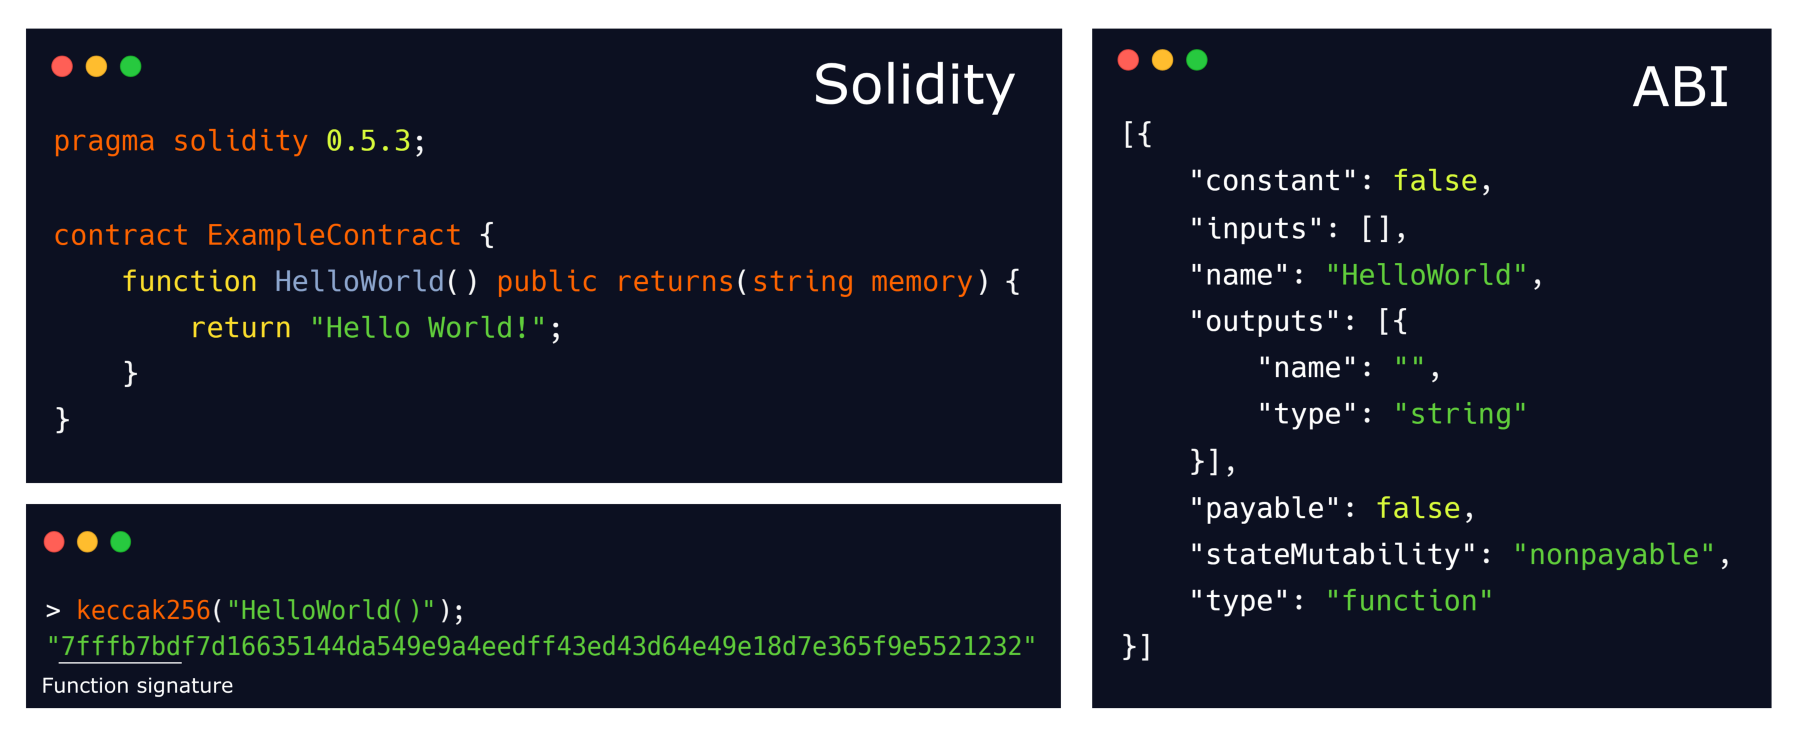 Solidity
pragma solidity 0.5.3;
contract ExampleContract {
    function HelloWorld() public returns(string memory) {
        return "Hello World!";
    }
}
> keccak256("HelloWorld()");
"7fffb7bdf7d16635144da549e9a4eedff43ed43d64e49e18d7e365f9e5521232"
Function signature
ABI
[{
    "constant": false,
    "inputs": [],
    "name": "HelloWorld",
    "outputs": [{
        "name": "",
        "type": "string"
    }],
    "payable": false,
    "stateMutability": "nonpayable",
    "type": "function"
}]